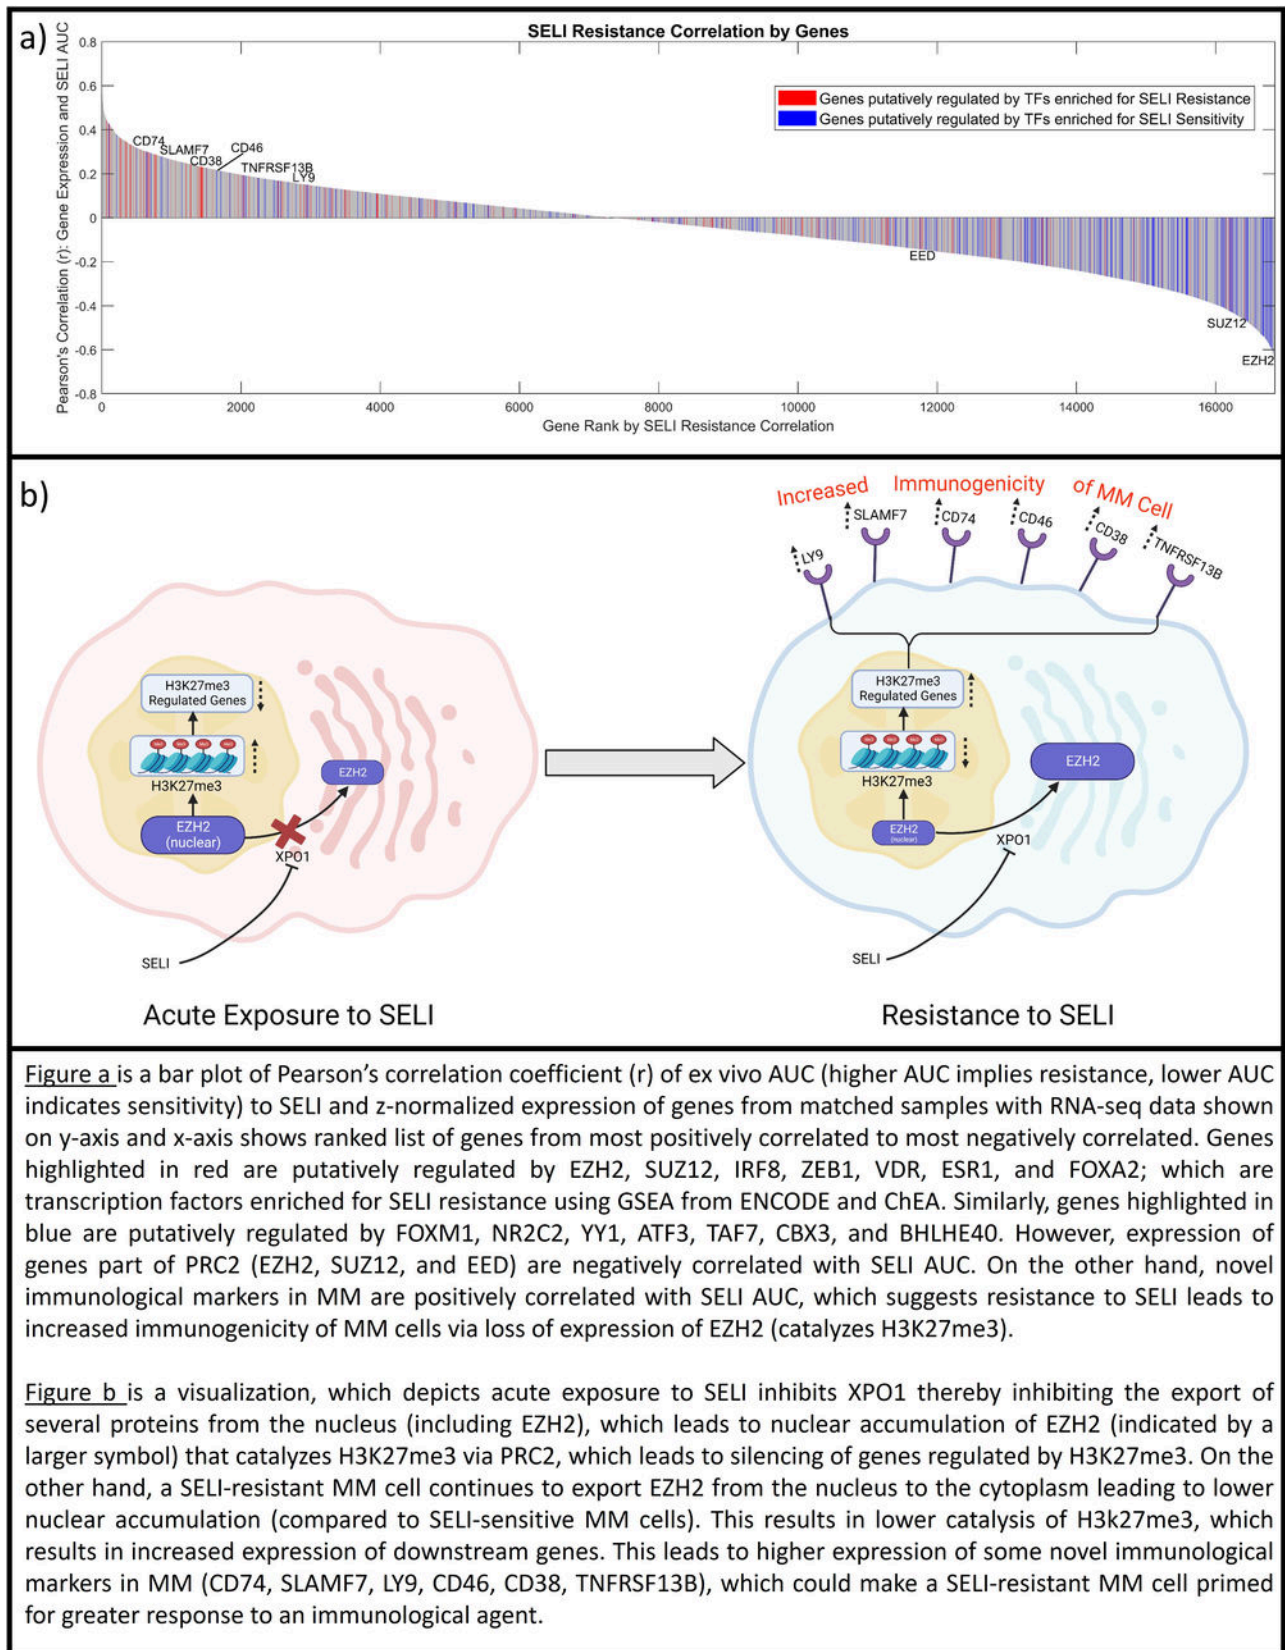 a)
SELI Resistance Correlation by Genes
Pearson's Correlation (r): Gene Expression and SELI AUC
0.8
0.6
0.4
0.2
0
-0.2
-0.4
-0.6
-0.8
Genes putatively regulated by TFs enriched for SELI Resistance
Genes putatively regulated by TFs enriched for SELI Sensitivity
CD74
SLAMF7
CD38
CD46
TNFRSF13B
LY9
EED
SUZ12
EZH2
0 2000 4000 6000 8000 10000 12000 14000 16000
Gene Rank by SELI Resistance Correlation
b)
Increased Immunogenicity of MM Cell
LY9
SLAMF7
CD74
CD46
CD38
TNFRSF13B
H3K27me3
Regulated Genes
H3K27me3
EZH2
(nuclear)
EZH2
XPO1
SELI
Acute Exposure to SELI
H3K27me3
Regulated Genes
H3K27me3
EZH2
(nuclear)
EZH2
XPO1
SELI
Resistance to SELI
Figure a is a bar plot of Pearson's correlation coefficient (r) of ex vivo AUC (higher AUC implies resistance, lower AUC
indicates sensitivity) to SELI and z-normalized expression of genes from matched samples with RNA-seq data shown
on y-axis and x-axis shows ranked list of genes from most positively correlated to most negatively correlated. Genes
highlighted in red are putatively regulated by EZH2, SUZ12, IRF8, ZEB1, VDR, ESR1, and FOXA2; which are
transcription factors enriched for SELI resistance using GSEA from ENCODE and ChEA. Similarly, genes highlighted in
blue are putatively regulated by FOXM1, NR2C2, YY1, ATF3, TAF7, CBX3, and BHLHE40. However, expression of
genes part of PRC2 (EZH2, SUZ12, and EED) are negatively correlated with SELI AUC. On the other hand, novel
immunological markers in MM are positively correlated with SELI AUC, which suggests resistance to SELI leads to
increased immunogenicity of MM cells via loss of expression of EZH2 (catalyzes H3K27me3).
Figure b is a visualization, which depicts acute exposure to SELI inhibits XPO1 thereby inhibiting the export of
several proteins from the nucleus (including EZH2), which leads to nuclear accumulation of EZH2 (indicated by a
larger symbol) that catalyzes H3K27me3 via PRC2, which leads to silencing of genes regulated by H3K27me3. On the
other hand, a SELI-resistant MM cell continues to export EZH2 from the nucleus to the cytoplasm leading to lower
nuclear accumulation (compared to SELI-sensitive MM cells). This results in lower catalysis of H3k27me3, which
results in increased expression of downstream genes. This leads to higher expression of some novel immunological
markers in MM (CD74, SLAMF7, LY9, CD46, CD38, TNFRSF13B), which could make a SELI-resistant MM cell primed
for greater response to an immunological agent.